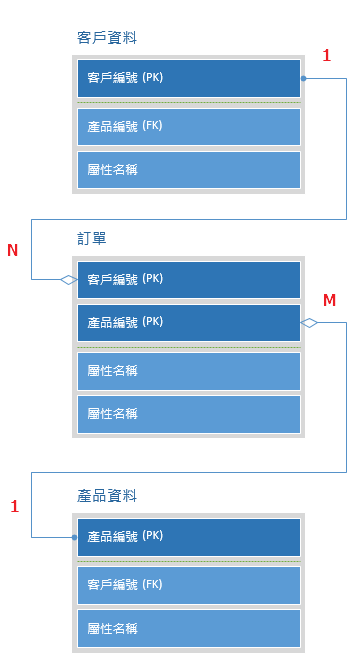 客戶資料
1
客戶編號 (PK)
產品編號 (FK)
屬性名稱
訂單
N
客戶編號 (PK)
M
產品編號 (PK)
屬性名稱
屬性名稱
產品資料
1
產品編號 (PK)
客戶編號 (FK)
屬性名稱